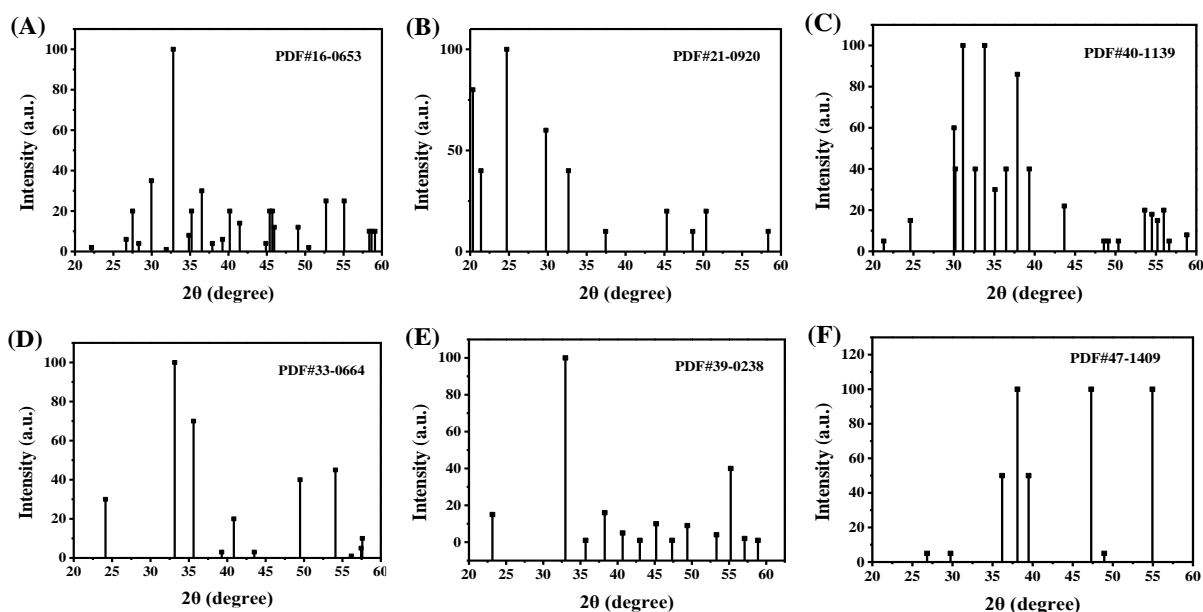 (A)
PDF#16-0653
Intensity (a.u.)
100
80
60
40
20
0
20 25 30 35 40 45 50 55 60
2θ (degree)
(B)
PDF#21-0920
Intensity (a.u.)
100
50
0
20 25 30 35 40 45 50 55 60
2θ (degree)
(C)
PDF#40-1139
Intensity (a.u.)
100
80
60
40
20
0
20 25 30 35 40 45 50 55 60
2θ (degree)
(D)
PDF#33-0664
Intensity (a.u.)
100
80
60
40
20
0
20 25 30 35 40 45 50 55 60
2θ (degree)
(E)
PDF#39-0238
Intensity (a.u.)
100
80
60
40
20
0
20 25 30 35 40 45 50 55 60
2θ (degree)
(F)
PDF#47-1409
Intensity (a.u.)
120
100
80
60
40
20
0
20 25 30 35 40 45 50 55 60
2θ (degree)